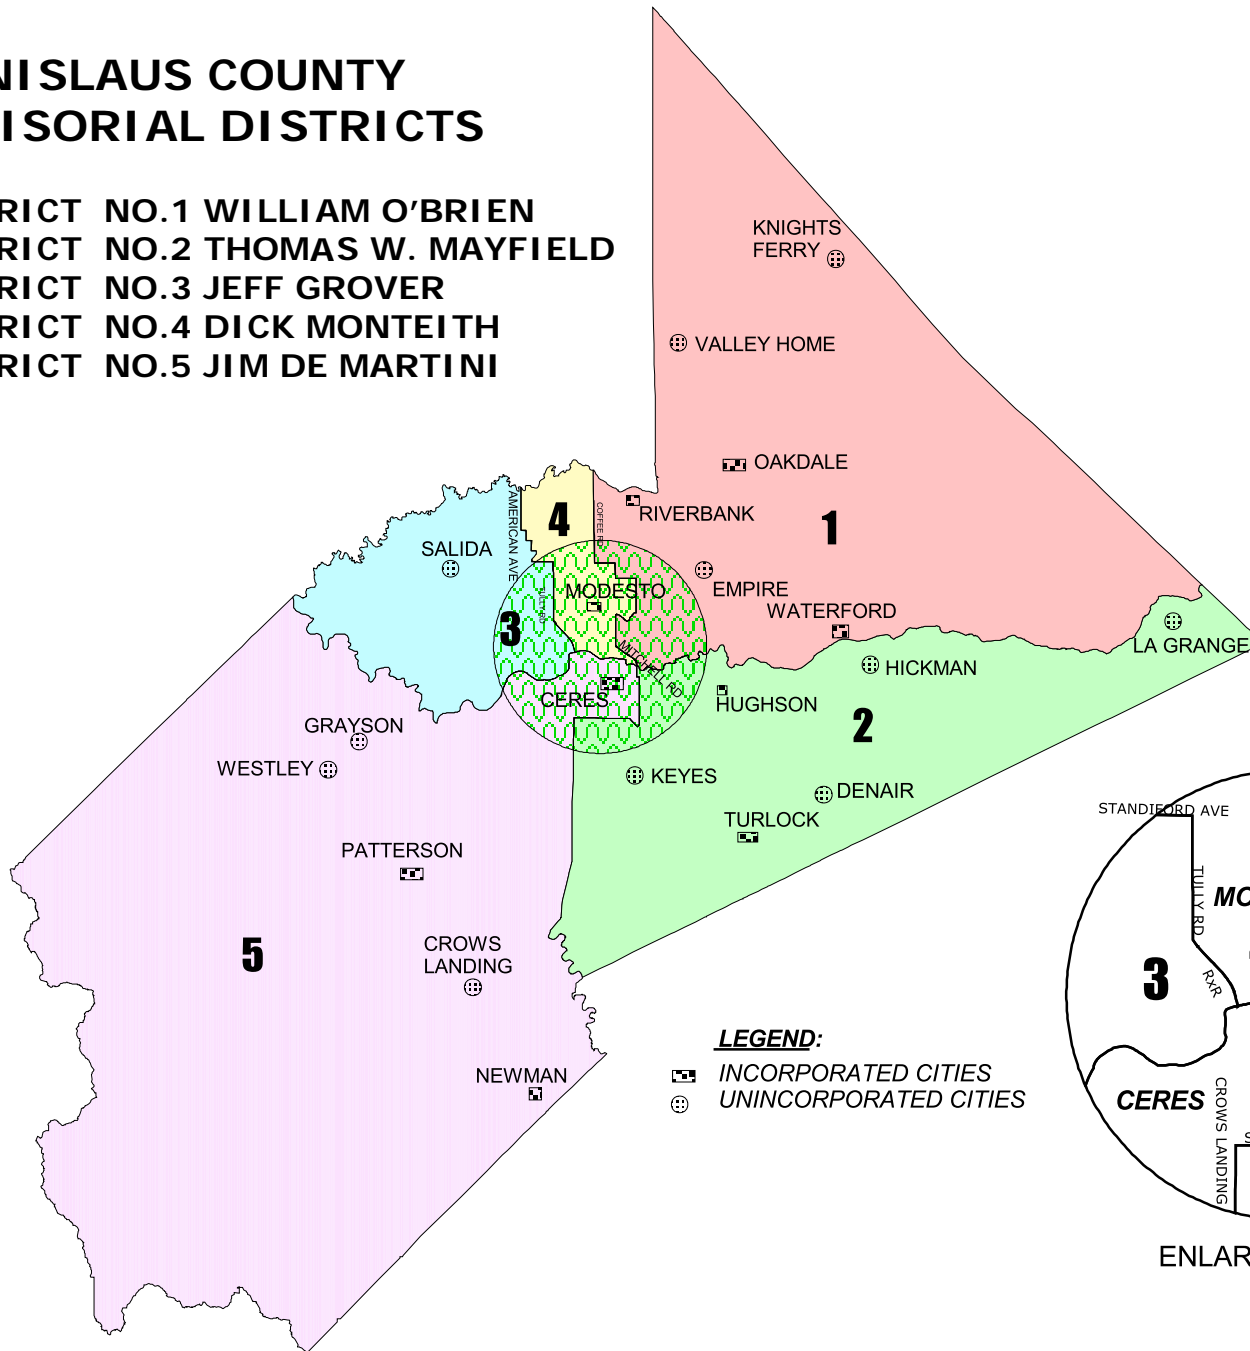 NISLAUS COUNTY
ISORIAL DISTRICTS
RICT NO.1 WILLIAM O'BRIEN
RICT NO.2 THOMAS W. MAYFIELD
RICT NO.3 JEFF GROVER
RICT NO.4 DICK MONTEITH
RICT NO.5 JIM DE MARTINI
KNIGHTS
FERRY
VALLEY HOME
OAKDALE
RIVERBANK
1
4
AMERICAN AVE
COFFEE RD
SALIDA
EMPIRE
MODESTO
TULLY RD
WATERFORD
3
MITCHELL RD
LA GRANGE
HICKMAN
CERES
HUGHSON
2
GRAYSON
WESTLEY
KEYES
DENAIR
TURLOCK
PATTERSON
5
CROWS
LANDING
NEWMAN
LEGEND:
INCORPORATED CITIES
UNINCORPORATED CITIES
STANDIFORD AVE
TULLY RD
MO
3
RxR
CERES
CROWS LANDING
S
ENLAR